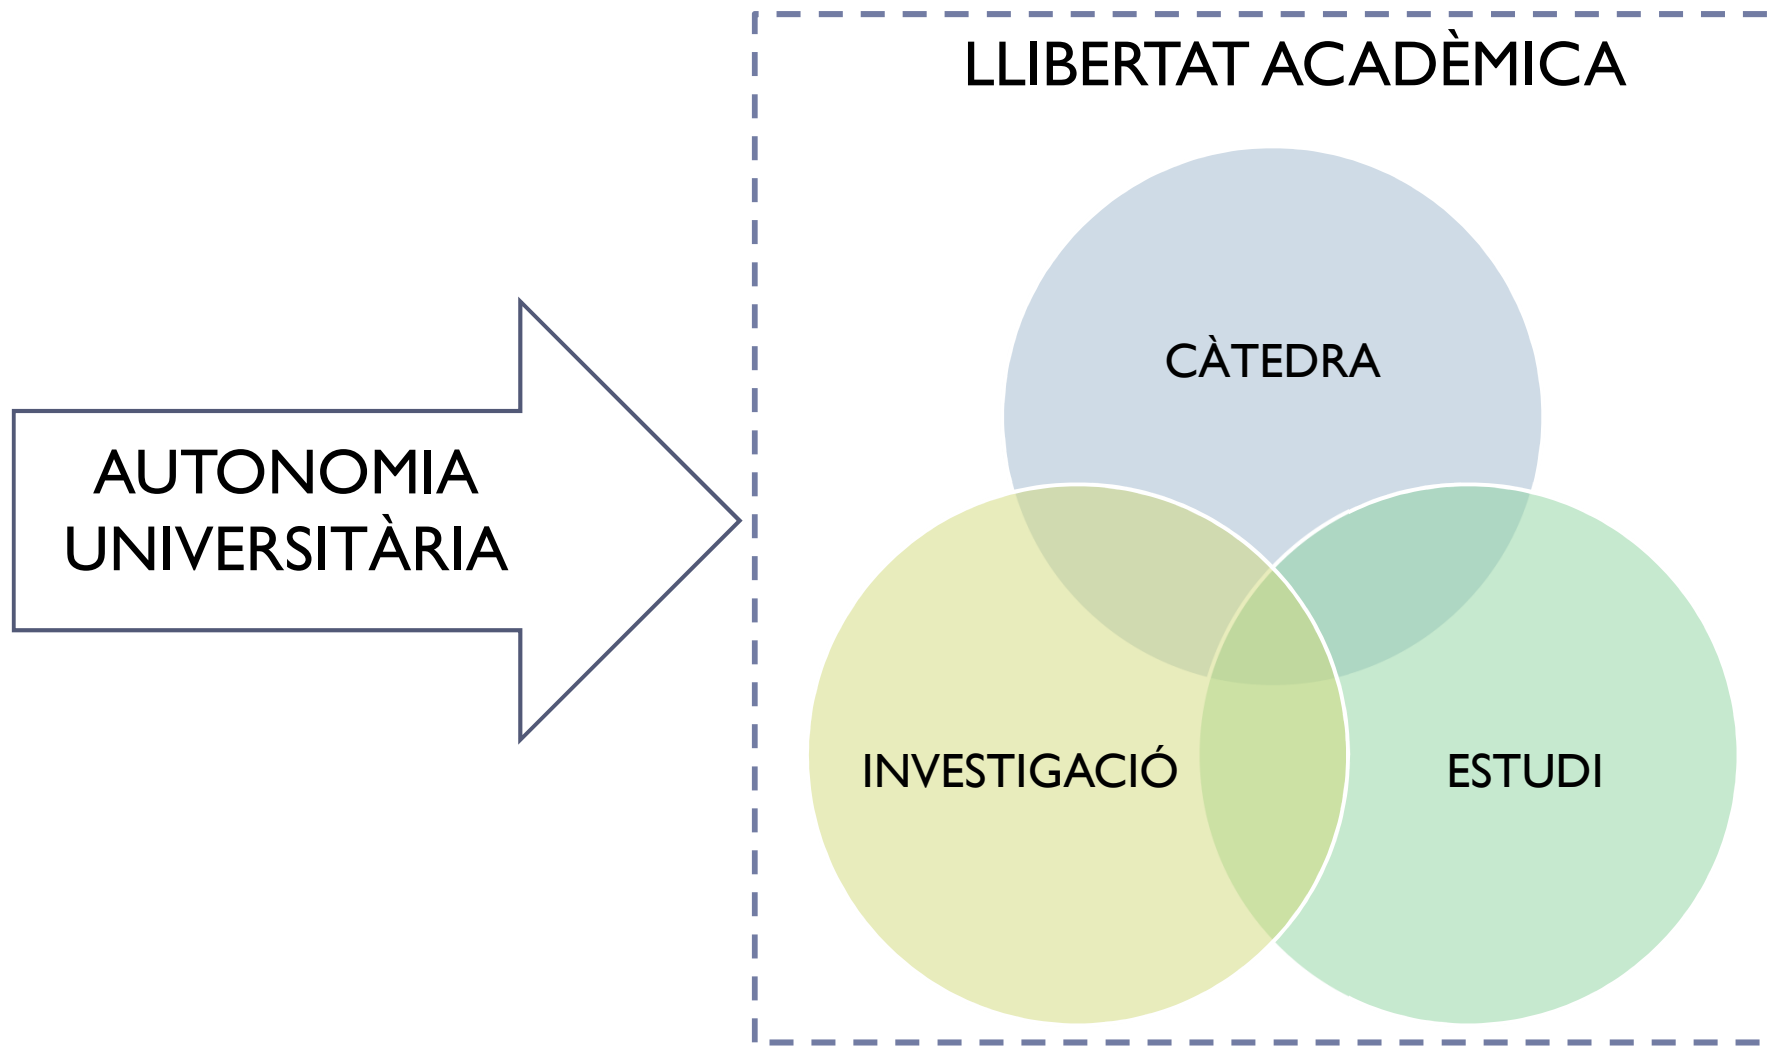 LLIBERTAT ACADÈMICA
CÀTEDRA
AUTONOMIA
UNIVERSITÀRIA
INVESTIGACIÓ
ESTUDI